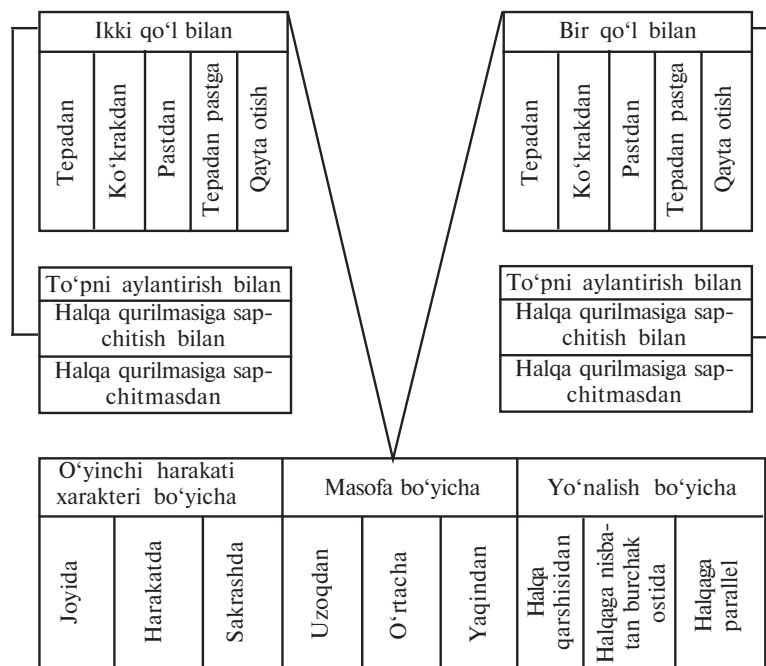 Ikki qo‘l bilan
Tepadan
Ko‘krakdan
Pastdan
Tepadan pastga
Qayta otish
Bir qo‘l bilan
Tepadan
Ko‘krakdan
Pastdan
Tepadan pastga
Qayta otish
To‘pni aylantirish bilan
Halqa qurilmasiga sap-
chitish bilan
Halqa qurilmasiga sap-
chitmasdan
To‘pni aylantirish bilan
Halqa qurilmasiga sap-
chitish bilan
Halqa qurilmasiga sap-
chitmasdan
O‘yinchi harakati
xarakteri bo‘yicha
Masofa bo‘yicha
Yo‘nalish bo‘yicha
Joyida
Harakatda
Sakrashda
Uzoqdan
O‘rtacha
Yaqindan
Halqa
qarshisidan
Halqaga nisba-
tan burchak
ostida
Halqaga
parallel